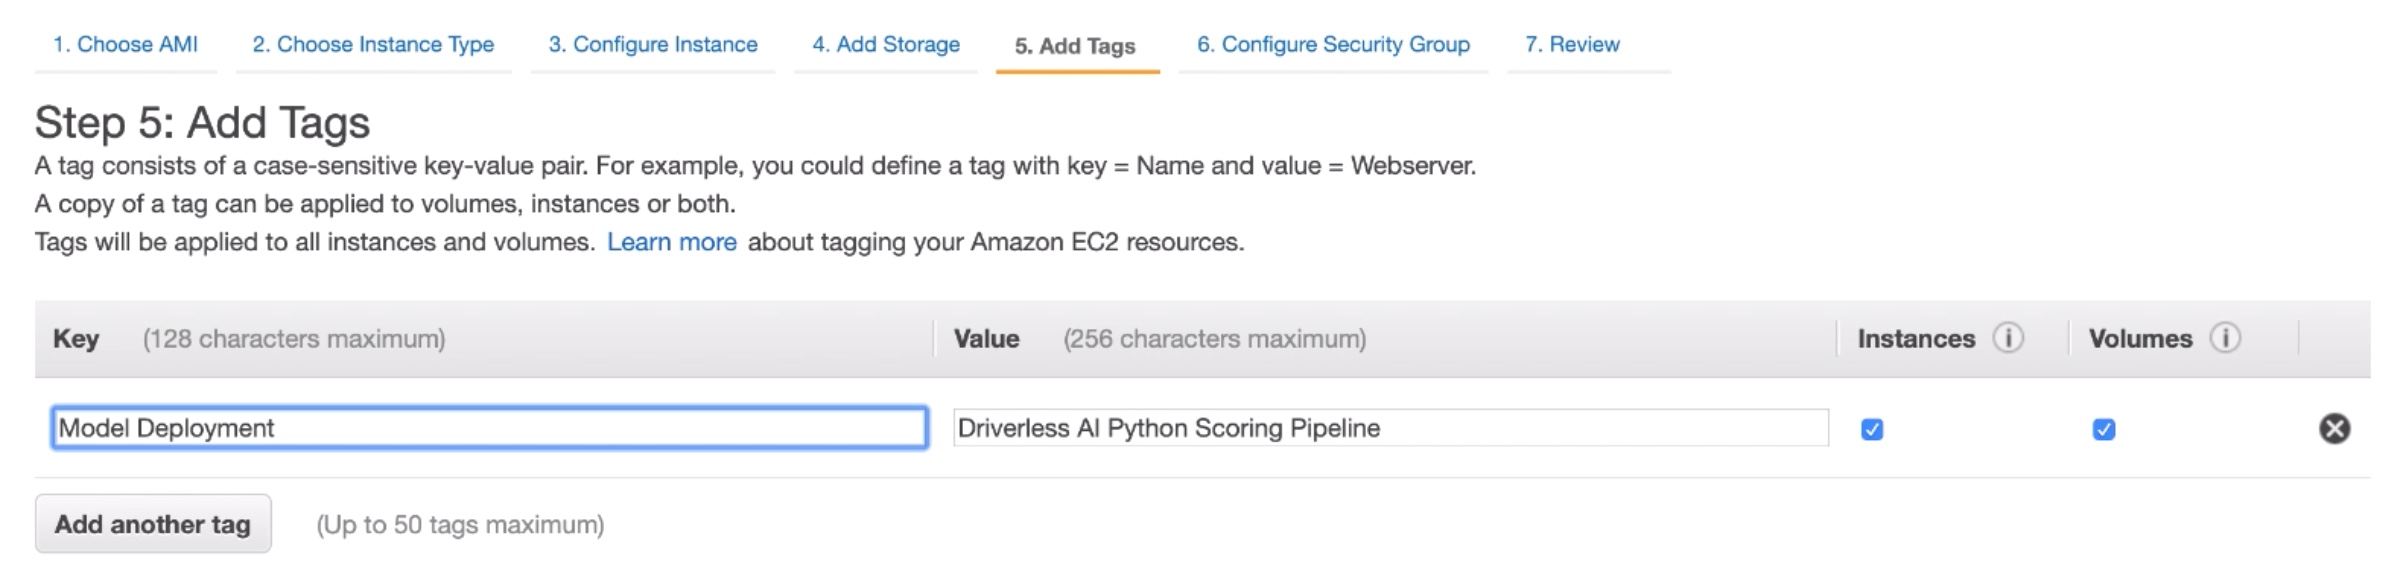 1. Choose AMI 2. Choose Instance Type 3. Configure Instance 4. Add Storage 5. Add Tags 6. Configure Security Group 7. Review
Step 5: Add Tags
A tag consists of a case-sensitive key-value pair. For example, you could define a tag with key = Name and value = Webserver.
A copy of a tag can be applied to volumes, instances or both.
Tags will be applied to all instances and volumes. Learn more about tagging your Amazon EC2 resources.
Key (128 characters maximum) Value (256 characters maximum) Instances i Volumes i
Model Deployment Driverless AI Python Scoring Pipeline
Add another tag (Up to 50 tags maximum)